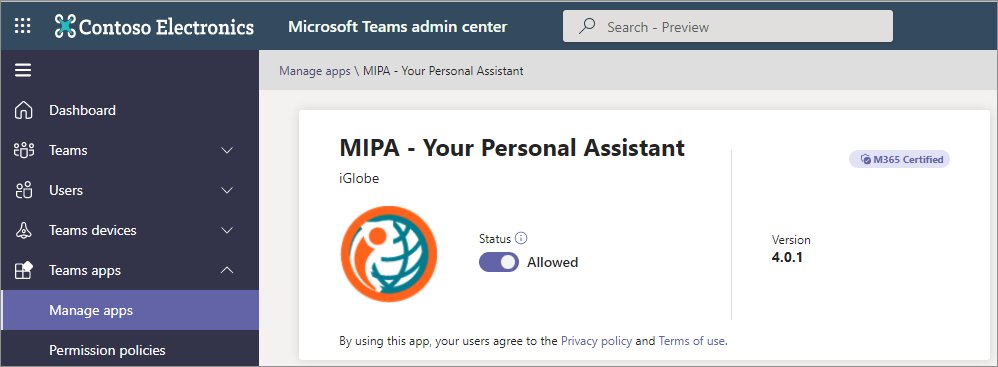 Contoso Electronics
Microsoft Teams admin center
Search - Preview
Manage apps \ MIPA - Your Personal Assistant
Dashboard
Teams
Users
Teams devices
Teams apps
Manage apps
Permission policies
MIPA - Your Personal Assistant
iGlobe
M365 Certified
Status
Allowed
Version
4.0.1
By using this app, your users agree to the Privacy policy and Terms of use.